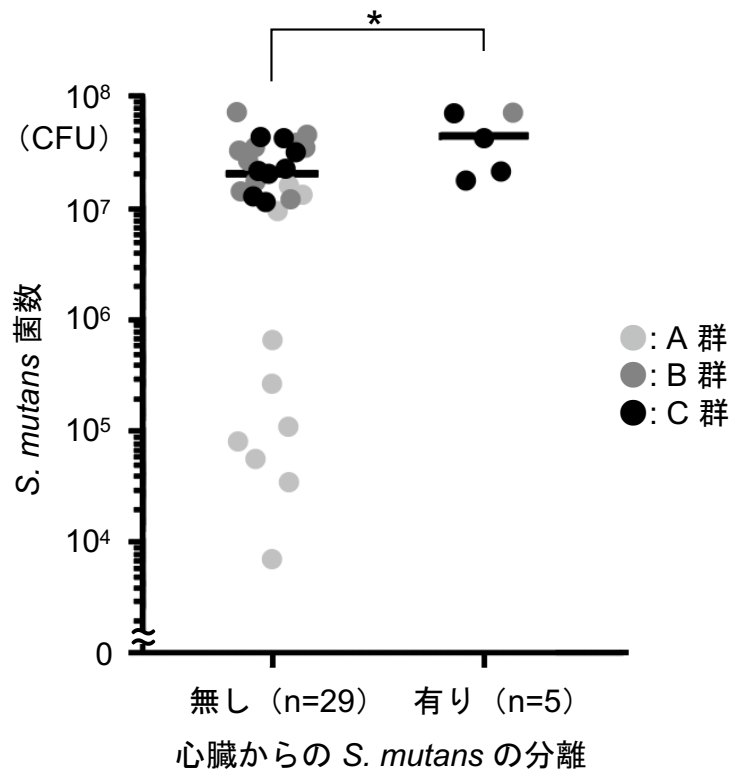 *
10⁸
（CFU）
10⁷
10⁶
10⁵
10⁴
0
S. mutans 菌数
: A 群
: B 群
: C 群
無し（n=29） 有り（n=5）
心臓からの S. mutans の分離